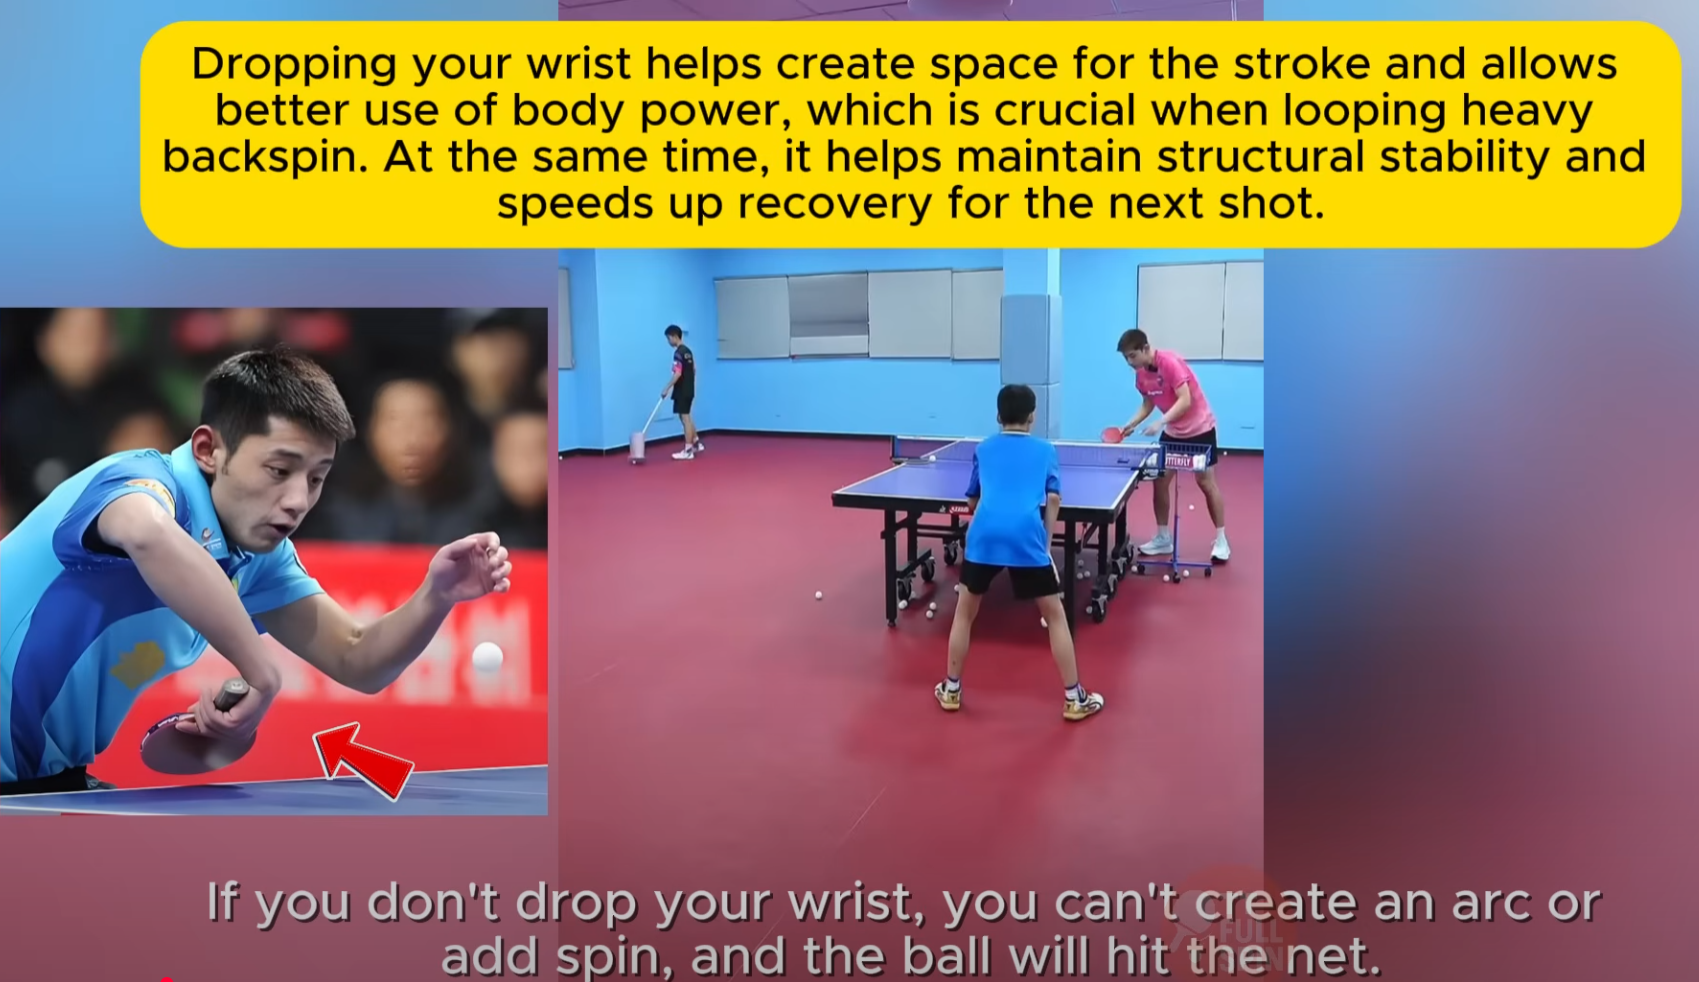 Dropping your wrist helps create space for the stroke and allows
better use of body power, which is crucial when looping heavy
backspin. At the same time, it helps maintain structural stability and
speeds up recovery for the next shot.
BUTTERFLY
If you don't drop your wrist, you can't create an arc or
add spin, and the ball will hit the net.
FULL
SPIN